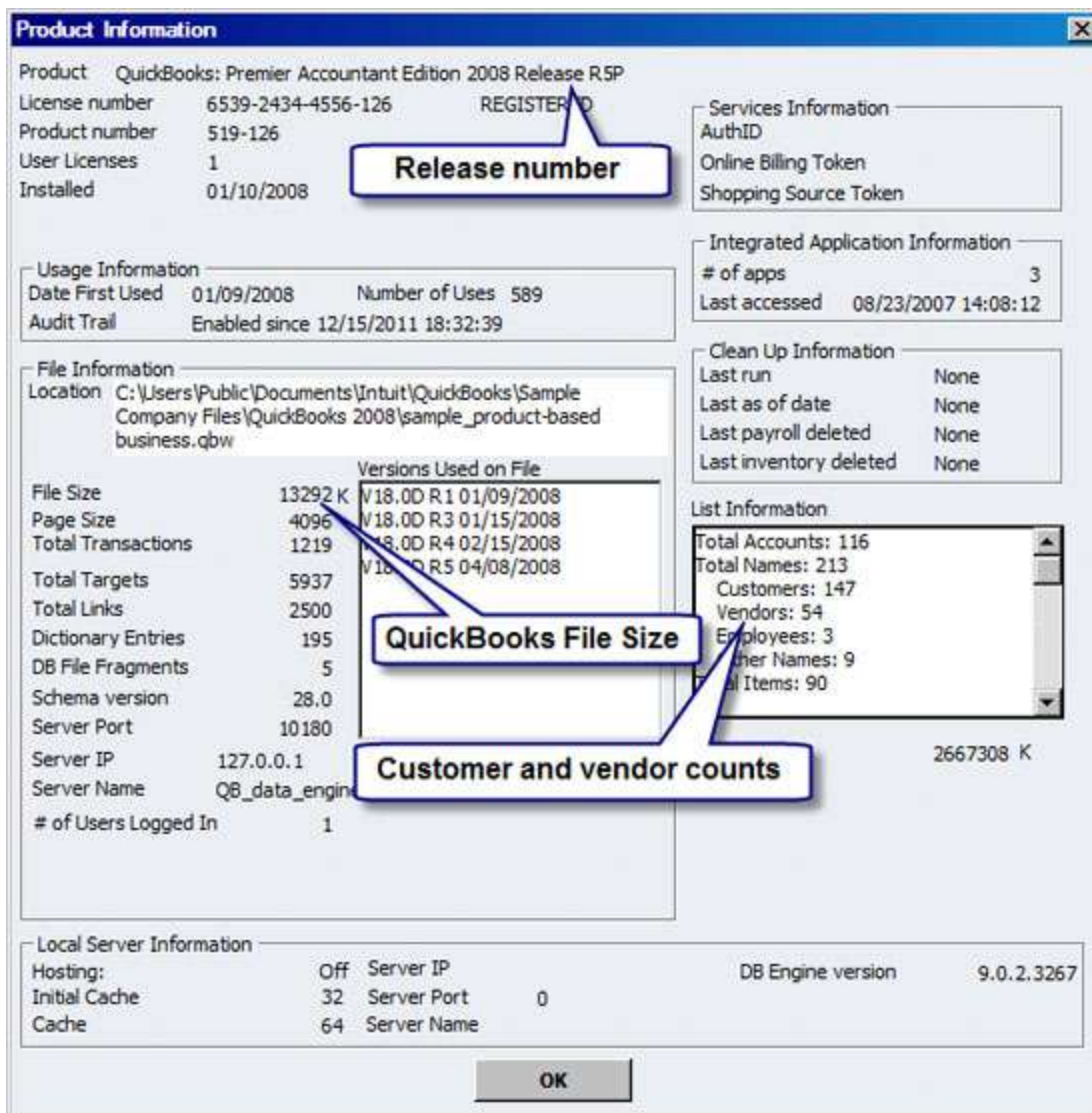 Product Information
Product QuickBooks: Premier Accountant Edition 2008 Release R5P
License number 6539-2434-4556-126
Product number 519-126
User Licenses 1
Installed 01/10/2008
Release number
Services Information
AuthID
Online Billing Token
Shopping Source Token
Integrated Application Information
# of apps 3
Last accessed 08/23/2007 14:08:12
Usage Information
Date First Used 01/09/2008 Number of Uses 589
Audit Trail Enabled since 12/15/2011 18:32:39
Clean Up Information
Last run None
Last as of date None
Last payroll deleted None
Last inventory deleted None
File Information
Location C:\Users\Public\Documents\Intuit\QuickBooks\Sample
Company Files\QuickBooks 2008\sample_product-based
business.qbw
Versions Used on File
V18.0D R1 01/09/2008
V18.0D R3 01/15/2008
V18.0D R4 02/15/2008
V18.0D R5 04/08/2008
File Size 13292 K
Page Size 4096
Total Transactions 1219
Total Targets 5937
Total Links 2500
Dictionary Entries 195
DB File Fragments 5
Schema version 28.0
Server Port 10180
Server IP 127.0.0.1
Server Name QB_data_engine
# of Users Logged In 1
QuickBooks File Size
Customer and vendor counts
List Information
Total Accounts: 116
Total Names: 213
Customers: 147
Vendors: 54
Employees: 3
Names: 9
Items: 90
2667308 K
Local Server Information
Hosting: Off Server IP
Initial Cache 32 Server Port 0
Cache 64 Server Name
DB Engine version 9.0.2.3267
OK